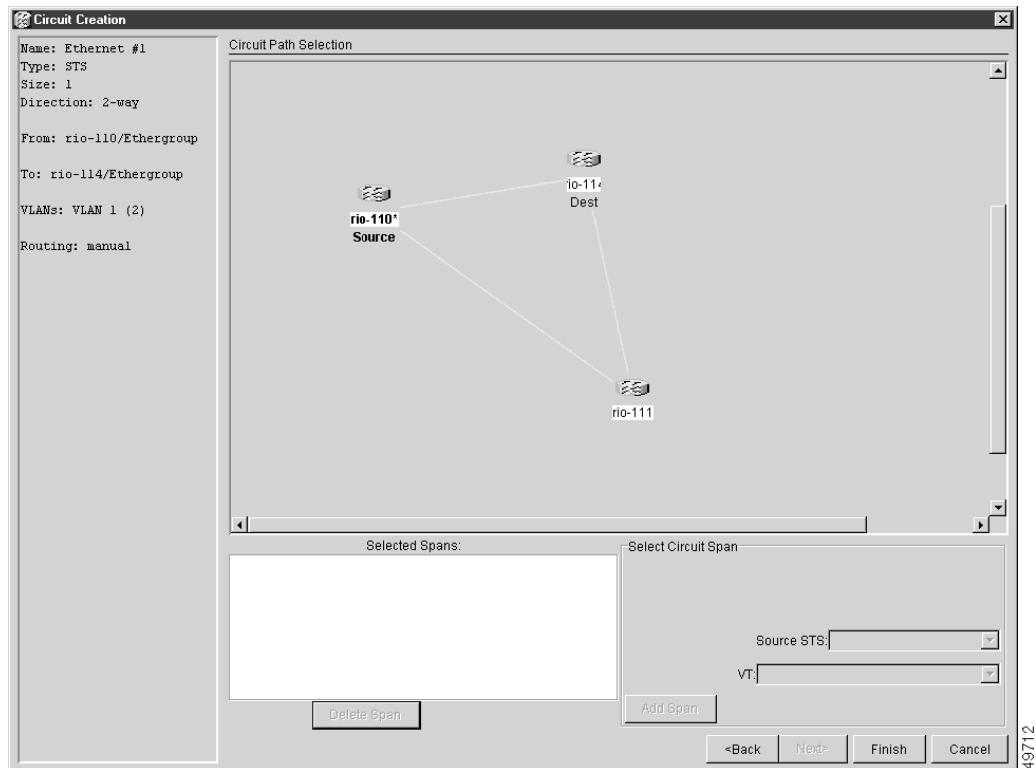 Circuit Creation
Name: Ethernet #1
Type: STS
Size: 1
Direction: 2-way
From: rio-110/Ethergroup
To: rio-114/Ethergroup
VLANs: VLAN 1 (2)
Routing: manual
Circuit Path Selection
rio-110*
Source
rio-114
Dest
rio-111
Selected Spans:
Delete Span
Select Circuit Span
Source STS:
VT:
Add Span
<Back
Next>
Finish
Cancel
49712